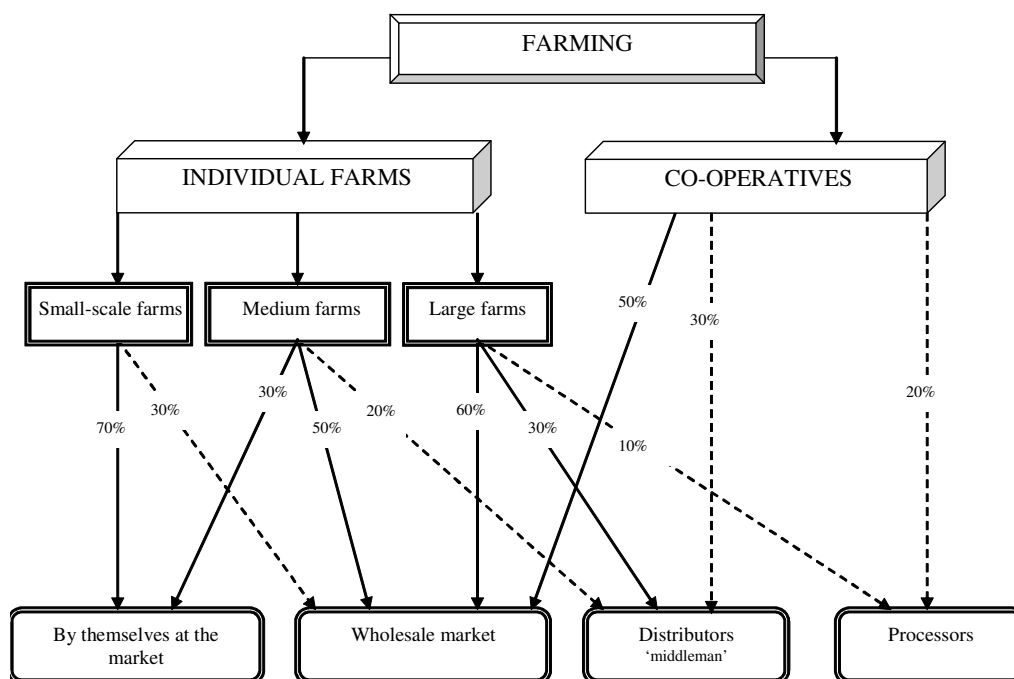 FARMING
INDIVIDUAL FARMS
CO-OPERATIVES
Small-scale farms
Medium farms
Large farms
50%
30%
20%
70%
30%
30%
50%
20%
60%
30%
10%
By themselves at the
market
Wholesale market
Distributors
‘middleman’
Processors